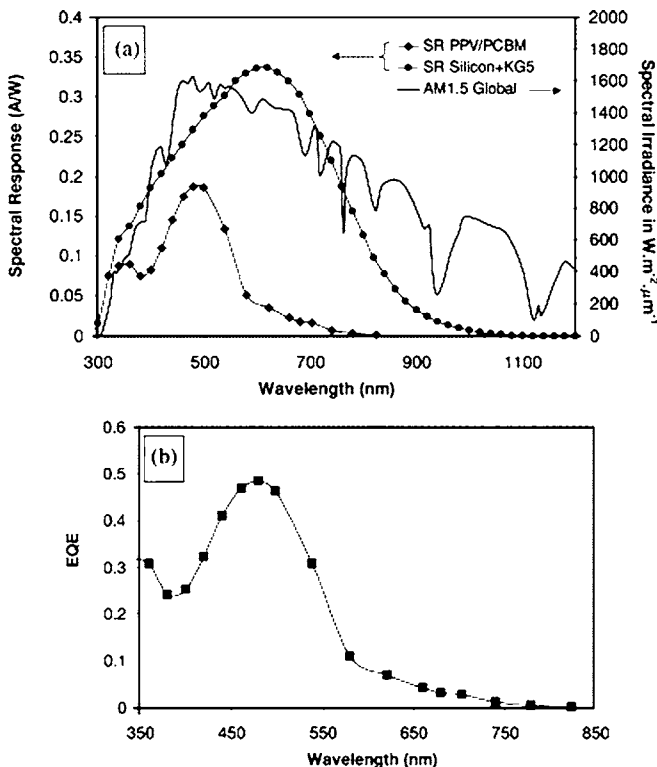 (a)
SR PPV/PCBM
SR Silicon+KG5
AM1.5 Global
Spectral Response (A/W)
0.4
0.35
0.3
0.25
0.2
0.15
0.1
0.05
0
Spectral Irradiance in W.m⁻².μm⁻¹
2000
1800
1600
1400
1200
1000
800
600
400
200
0
300 500 700 900 1100
Wavelength (nm)
(b)
EQE
0.6
0.5
0.4
0.3
0.2
0.1
0
350 450 550 650 750 850
Wavelength (nm)